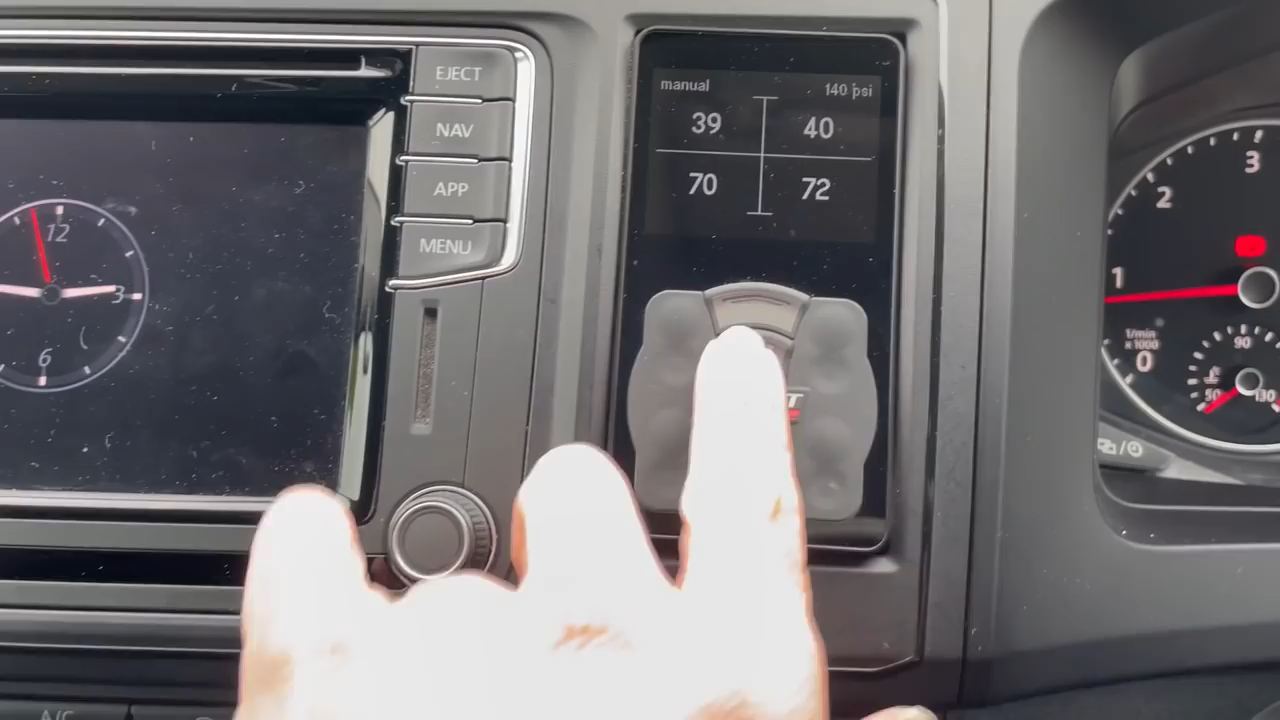 EJECT
NAV
APP
MENU
12
3
6
manual 140 psi
39 40
70 72
T
1 2 3
1/min
x1000
0
90
50 130
A/C